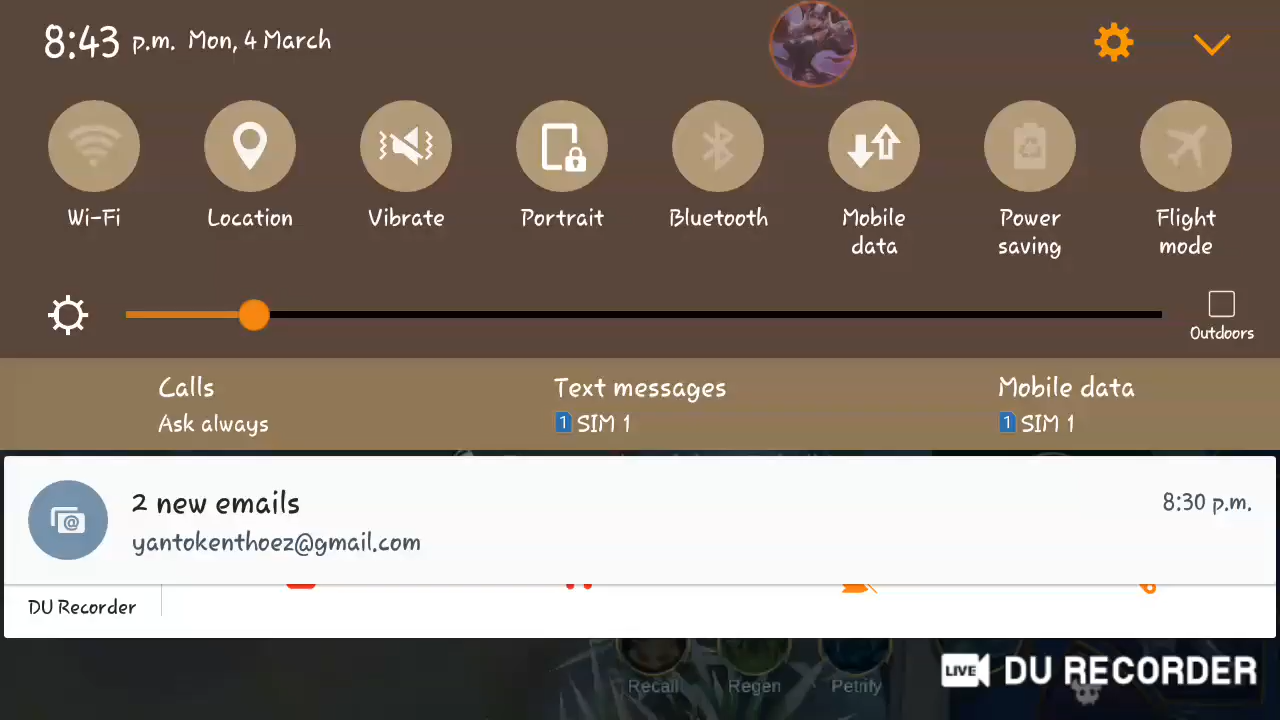 8:43 p.m. Mon, 4 March
Wi-Fi
Location
Vibrate
Portrait
Bluetooth
Mobile data
Power saving
Flight mode
Outdoors
Calls
Ask always
Text messages
1 SIM 1
Mobile data
1 SIM 1
2 new emails
8:30 p.m.
yantokenthoez@gmail.com
DU Recorder
Recall
Regen
Petrify
LIVE DU RECORDER